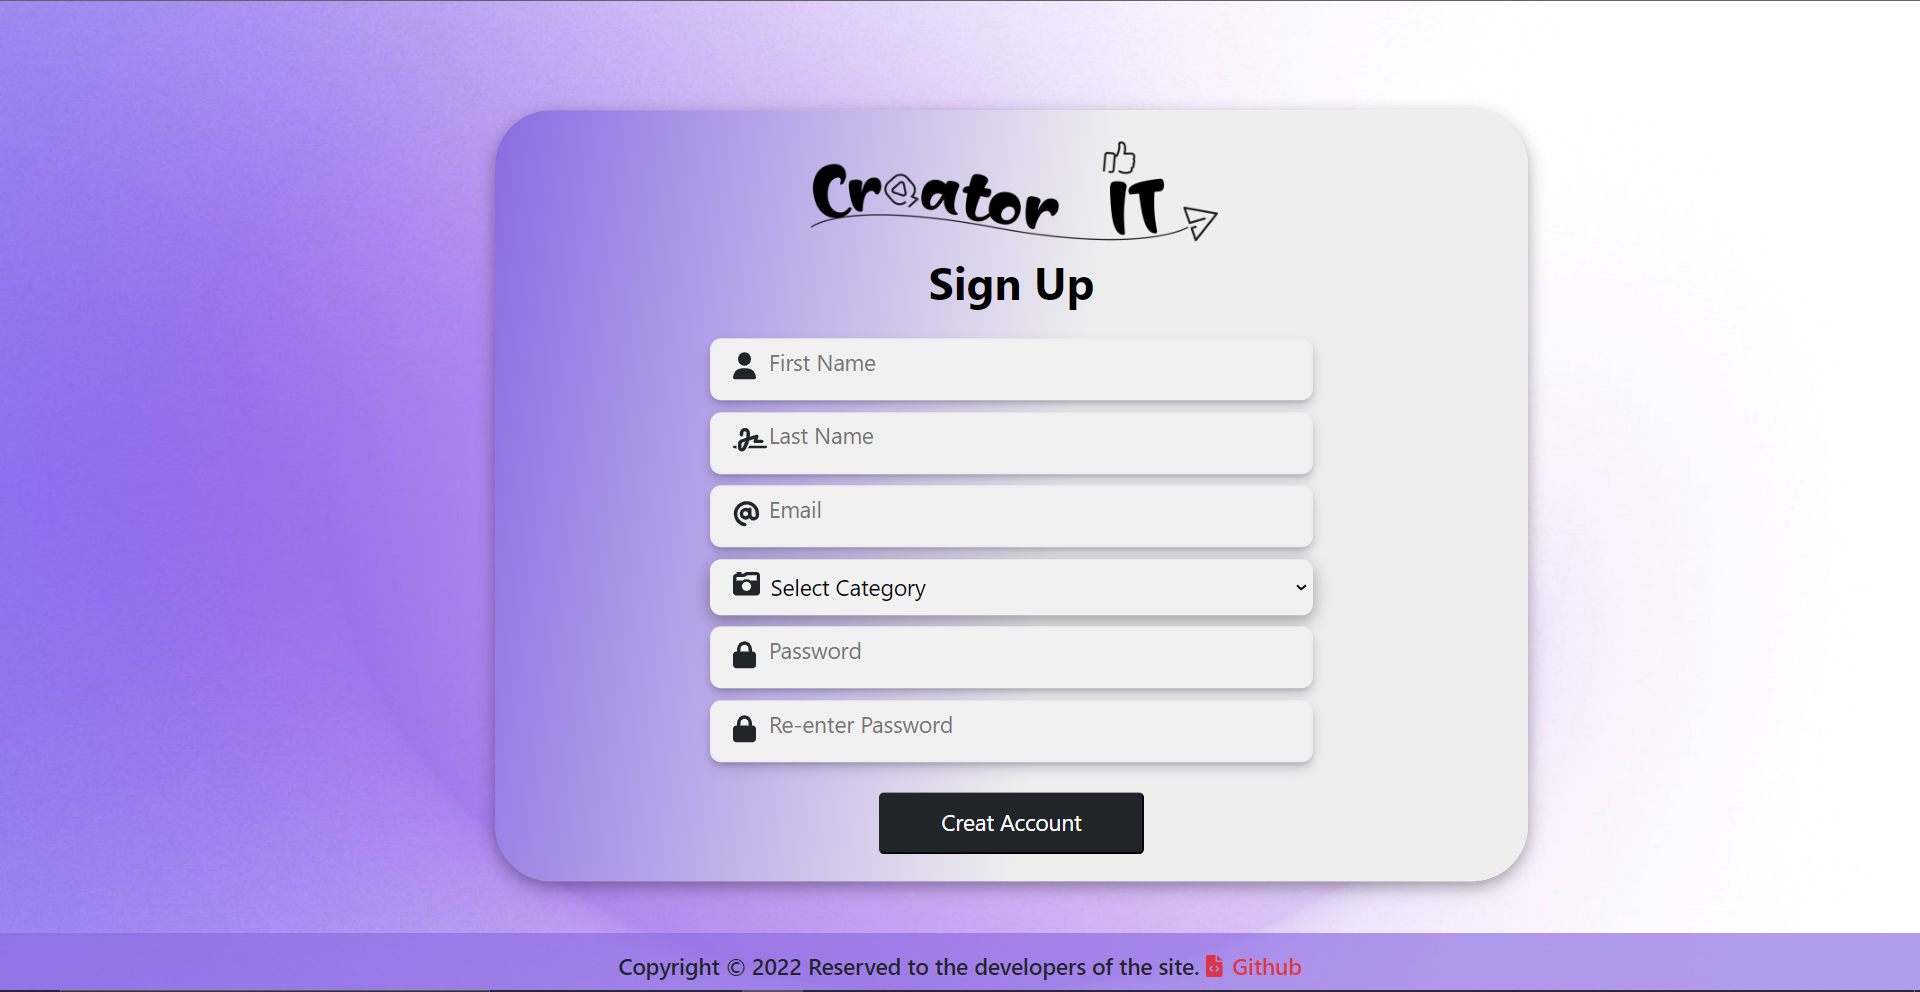 Creator IT
Sign Up
First Name
Last Name
Email
Select Category
Password
Re-enter Password
Creat Account
Copyright © 2022 Reserved to the developers of the site. Github